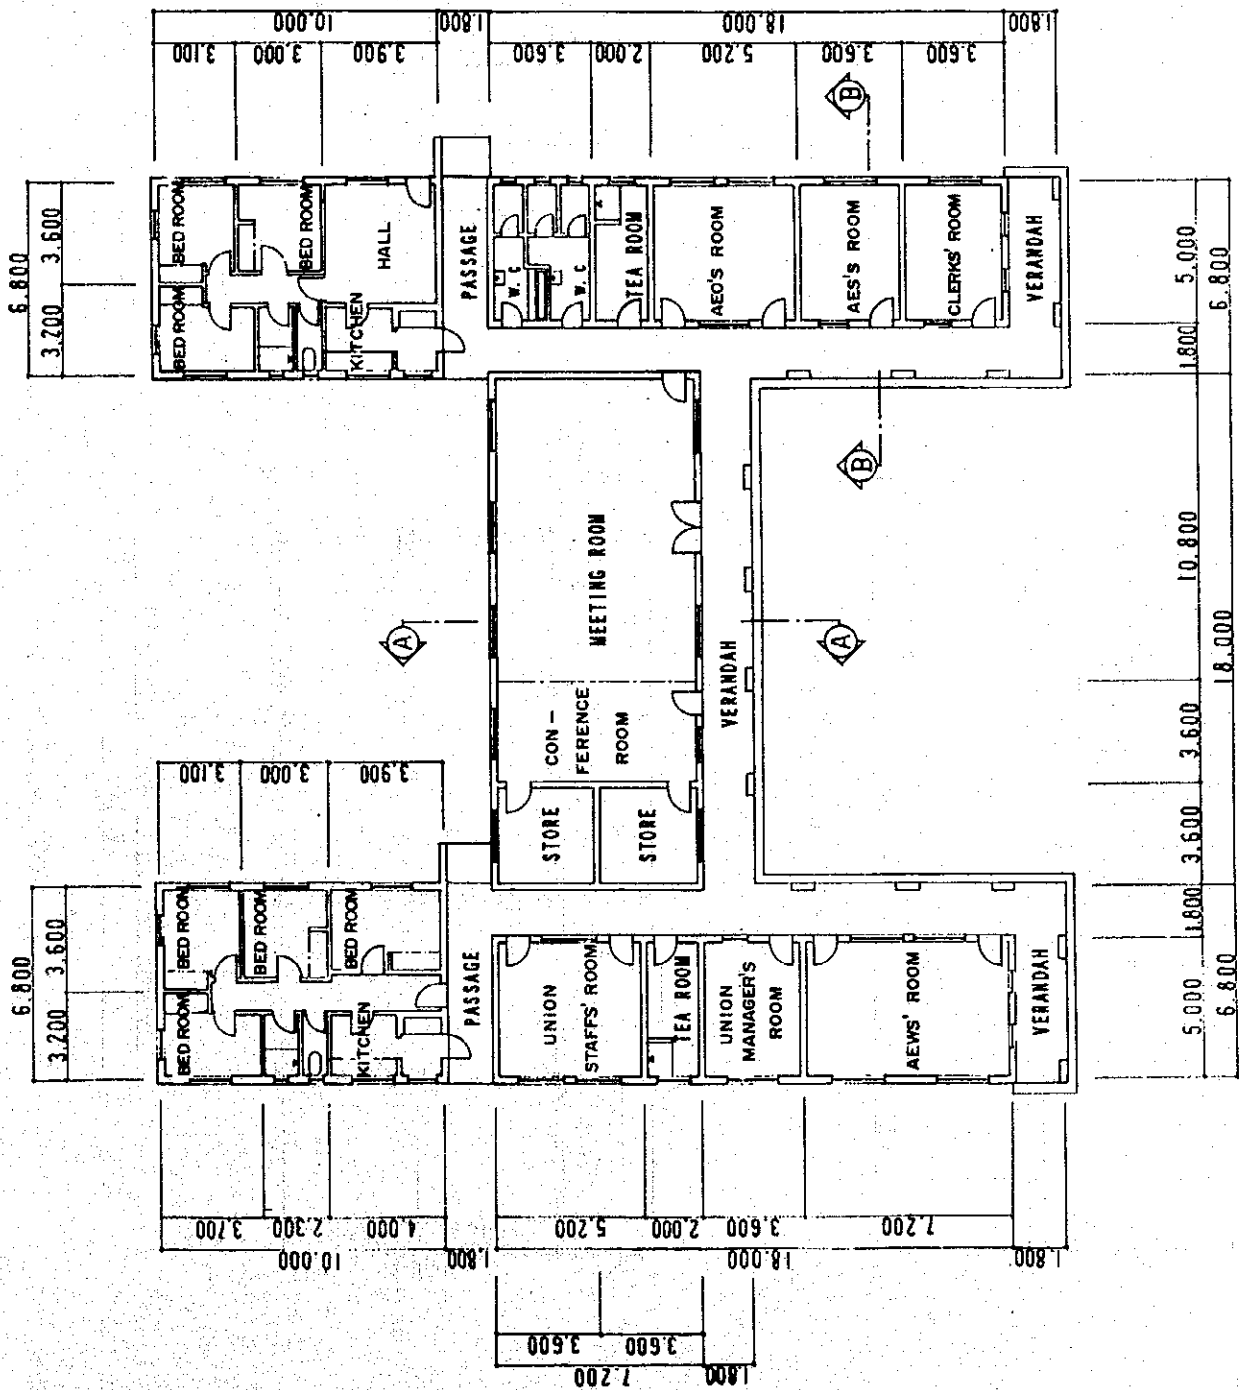 10.000
1.800
18.000
1.800
3.100
3.000
3.900
3.600
2.000
5.200
3.600
3.600
B
6.800
3.600
3.200
BED ROOM
BED ROOM
HALL
BED ROOM
KITCHEN
PASSAGE
W.C
W.C
TEA ROOM
AEO'S ROOM
AES'S ROOM
CLERKS' ROOM
VERANDAH
5.000
6.800
1.800
B
A
MEETING ROOM
A
10.800
18.000
CON-
FERENCE
ROOM
VERANDAH
3.600
3.600
STORE
STORE
3.100
3.000
3.900
6.800
3.600
3.200
BED ROOM
BED ROOM
BED ROOM
BED ROOM
KITCHEN
PASSAGE
UNION
STAFFS' ROOM
TEA ROOM
UNION
MANAGER'S
ROOM
AEWS' ROOM
VERANDAH
1.800
5.000
6.800
3.700
2.300
4.000
5.200
2.000
3.600
7.200
10.000
1.800
18.000
1.800
3.600
3.600
7.200
1.800